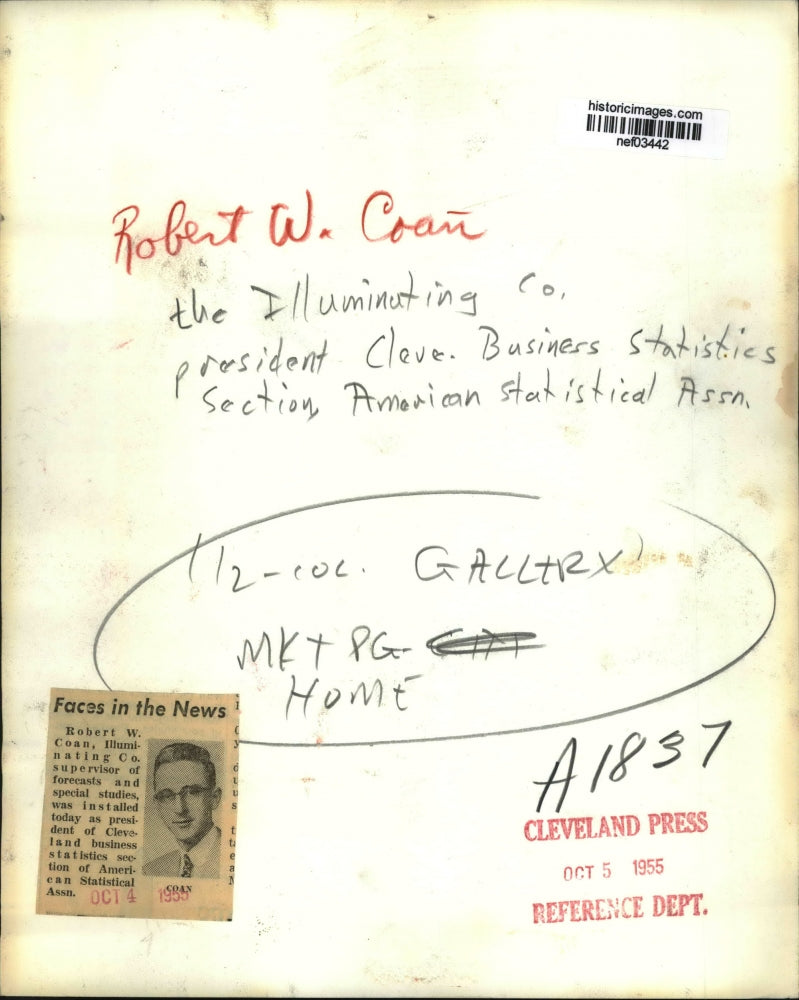 historicimages.com
nef03442
Robert W. Coan
the Illuminating Co.
president Cleve. Business Statistics
Section, American Statistical Assn.
1/2-COL. GALLERY
MKT PG-
HOME
A1837
CLEVELAND PRESS
OCT 5 1955
REFERENCE DEPT.
Faces in the News
Robert W.
Coan, Illumi-
nating Co.
supervisor of
forecasts and
special studies,
was installed
today as presi-
dent of Cleve-
land business
statistics sec-
tion of Ameri-
can Statistical
Assn.
COAN
OCT 4 1955